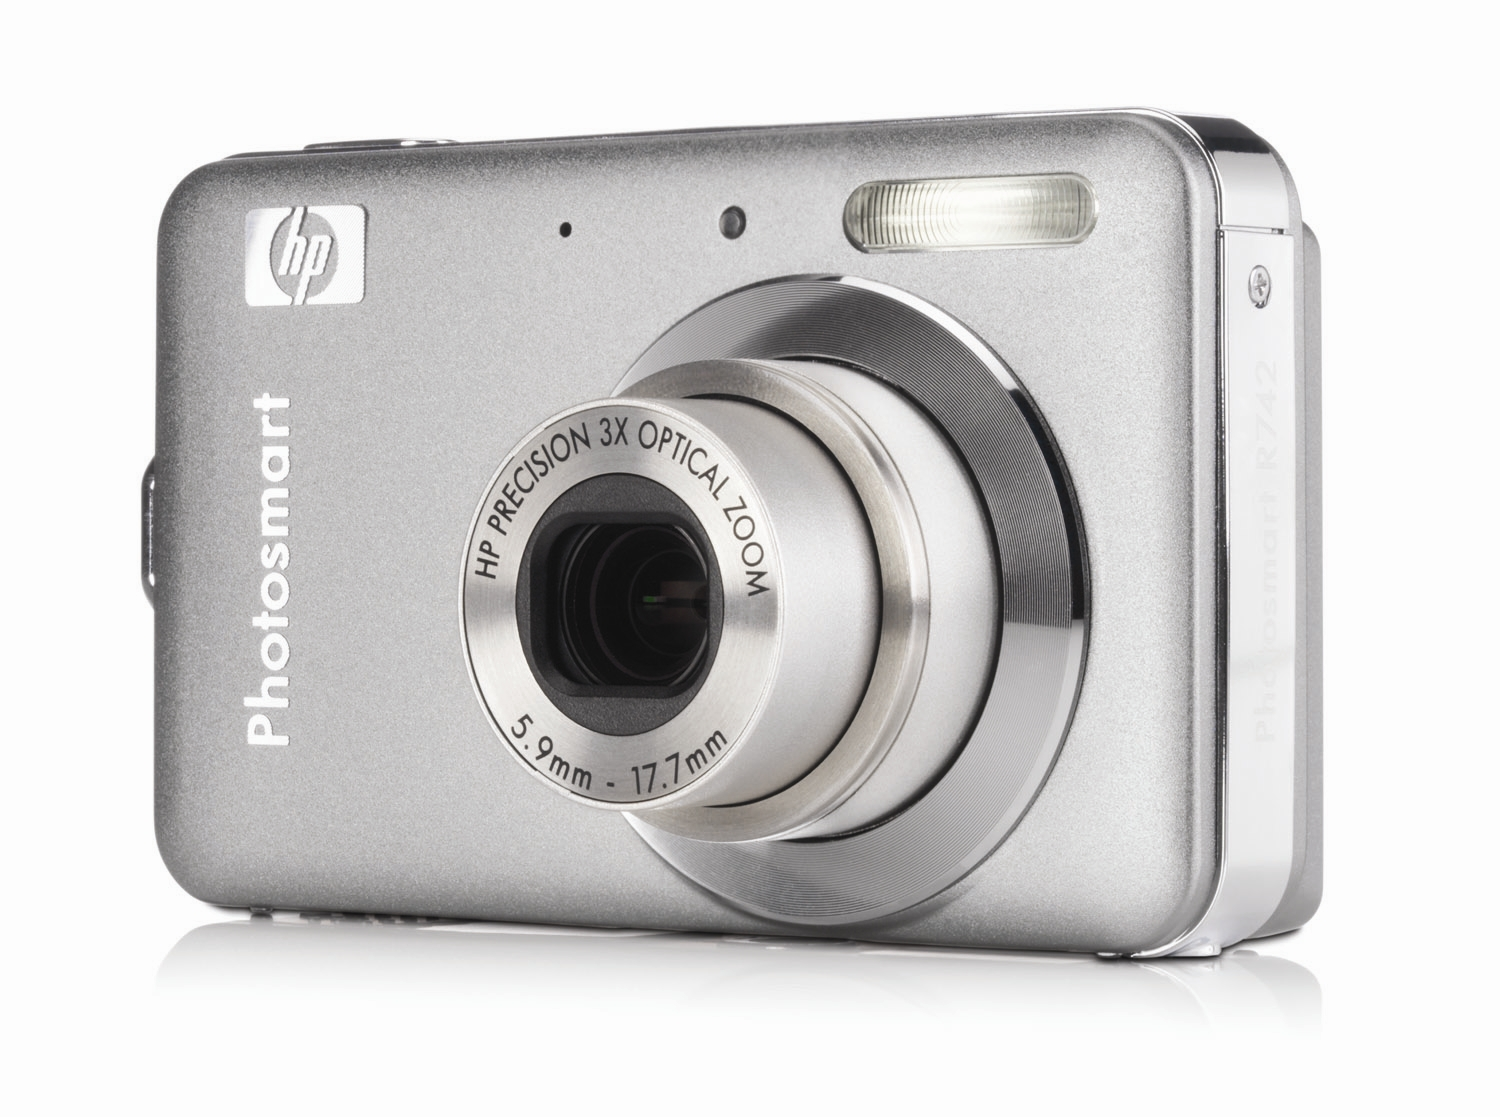 hp
Photosmart
HP PRECISION 3X OPTICAL ZOOM
5.9mm - 17.7mm
Photosmart R742